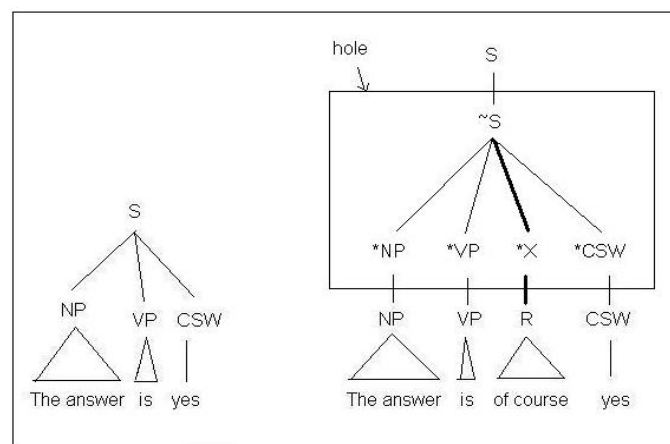 hole
S
~S
S
*NP *VP *X *CSW
NP VP CSW
NP VP R CSW
The answer is yes
The answer is of course yes